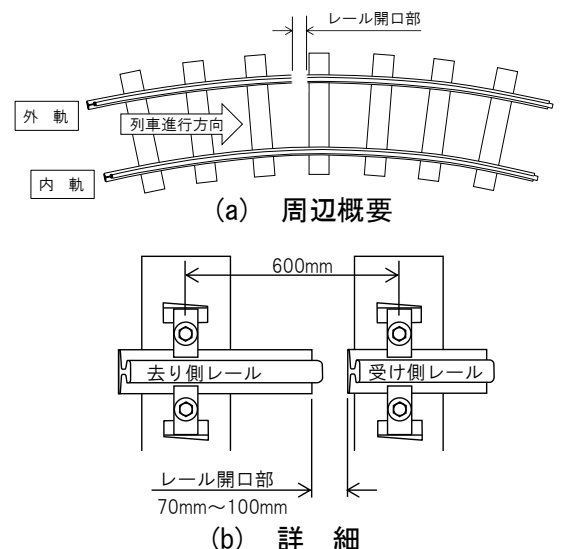 レール開口部
外 軌
列車進行方向
内 軌
(a) 周辺概要
600mm
去り側レール
受け側レール
レール開口部
70mm～100mm
(b) 詳 細